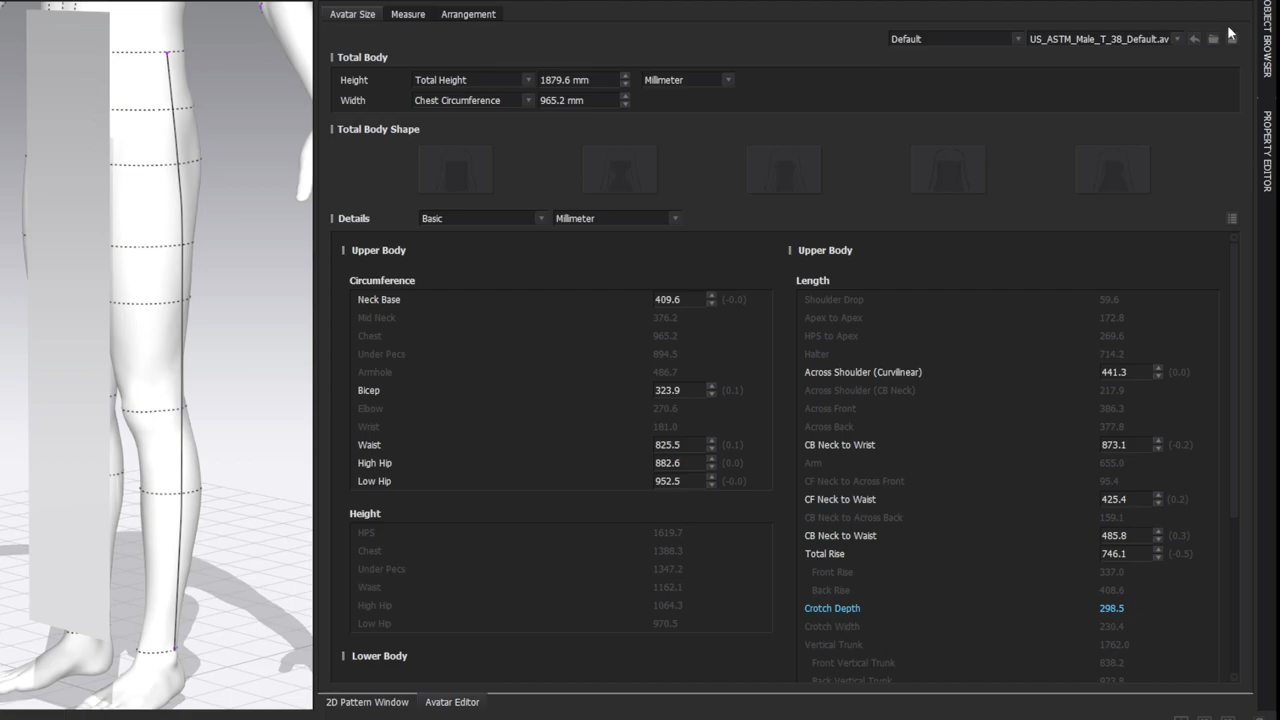 Avatar Size Measure Arrangement
Default US_ASTM_Male_T_38_Default.av
Total Body
Height Total Height 1879.6 mm Millimeter
Width Chest Circumference 965.2 mm
Total Body Shape
Details Basic Millimeter
Upper Body
Circumference
Neck Base 409.6 (-0.0)
Mid Neck 376.2
Chest 965.2
Under Pecs 894.5
Armhole 486.7
Bicep 323.9 (0.1)
Elbow 270.6
Wrist 181.0
Waist 825.5 (0.1)
High Hip 882.6 (0.0)
Low Hip 952.5 (-0.0)
Height
HPS 1619.7
Chest 1388.3
Under Pecs 1347.2
Waist 1162.1
High Hip 1064.3
Low Hip 970.5
Lower Body
Upper Body
Length
Shoulder Drop 59.6
Apex to Apex 172.8
HPS to Apex 269.6
Halter 714.2
Across Shoulder (Curvilinear) 441.3 (0.0)
Across Shoulder (CB Neck) 217.9
Across Front 386.3
Across Back 377.8
CB Neck to Wrist 873.1 (-0.2)
Arm 655.0
CF Neck to Across Front 95.4
CF Neck to Waist 425.4 (0.2)
CB Neck to Across Back 159.1
CB Neck to Waist 485.8 (0.3)
Total Rise 746.1 (-0.5)
Front Rise 337.0
Back Rise 408.6
Crotch Depth 298.5
Crotch Width 230.4
Vertical Trunk 1762.0
Front Vertical Trunk 838.2
Back Vertical Trunk 923.8
2D Pattern Window Avatar Editor
OBJECT BROWSER
PROPERTY EDITOR